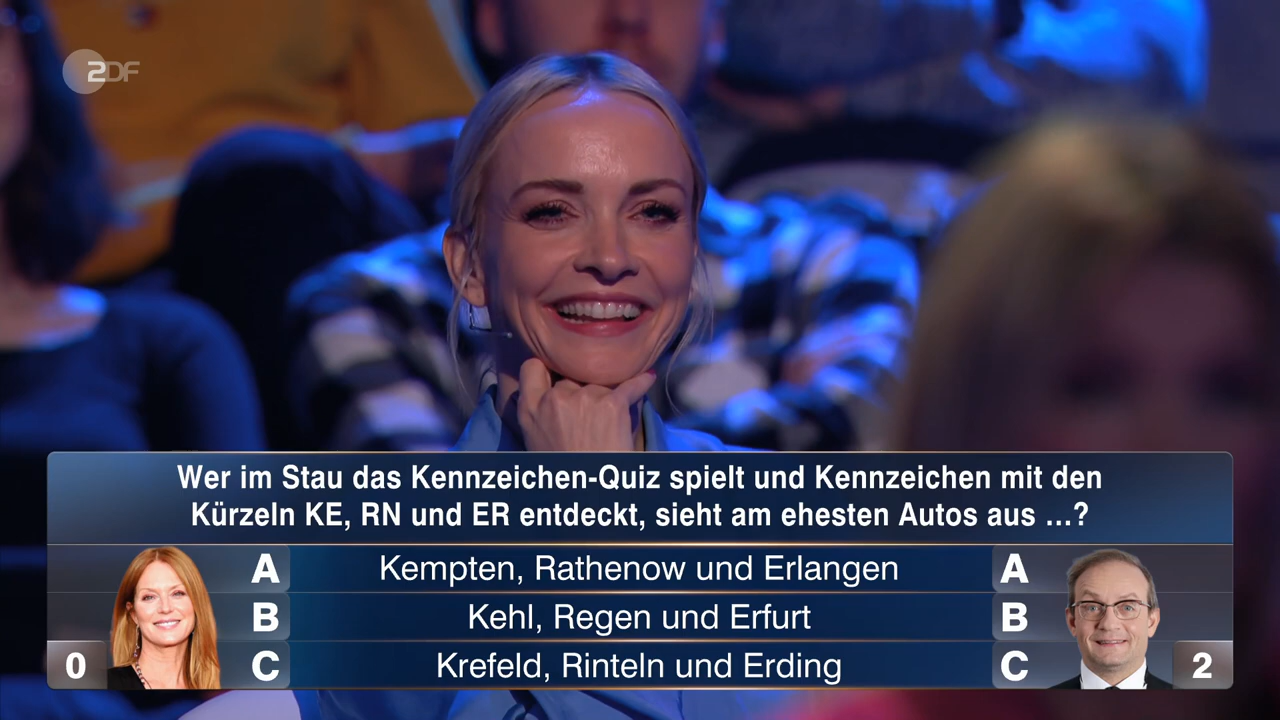 ZDF
Wer im Stau das Kennzeichen-Quiz spielt und Kennzeichen mit den
Kürzeln KE, RN und ER entdeckt, sieht am ehesten Autos aus ...?
A Kempten, Rathenow und Erlangen A
B Kehl, Regen und Erfurt B
0 C Krefeld, Rinteln und Erding C 2